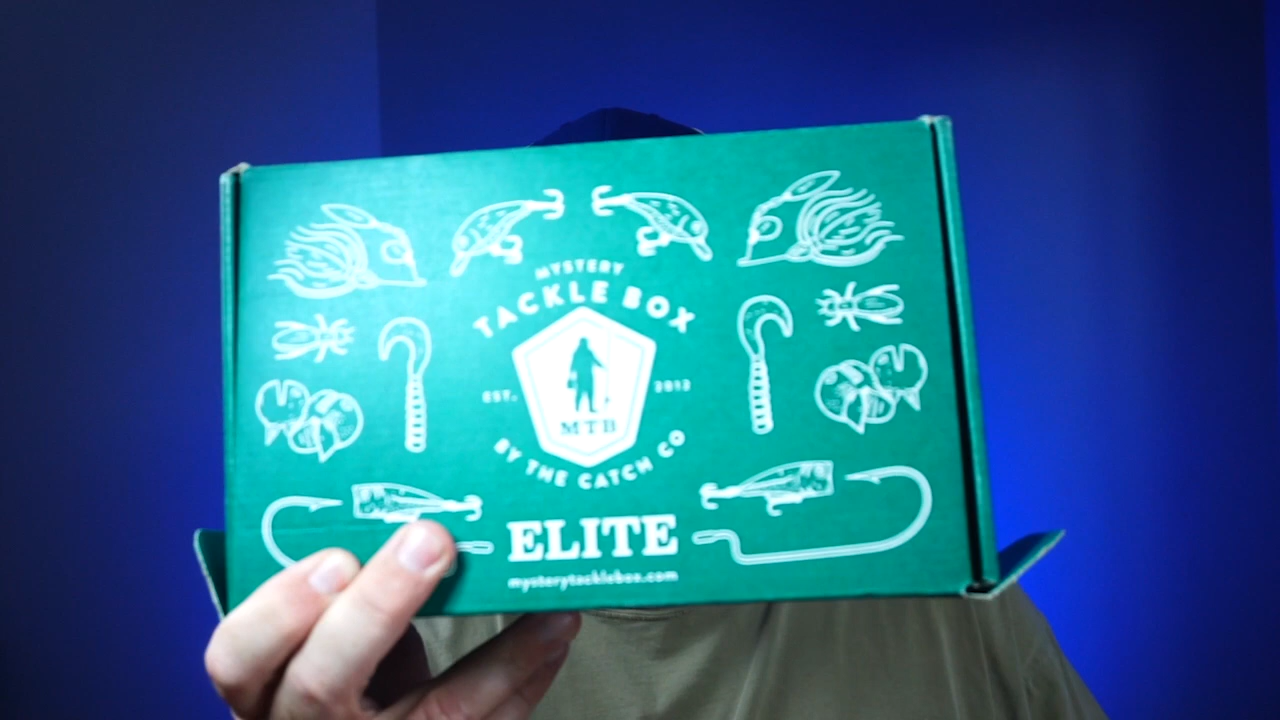 MYSTERY
TACKLE BOX
EST. 2012
MTB
BY THE CATCH CO
ELITE
mysterytacklebox.com